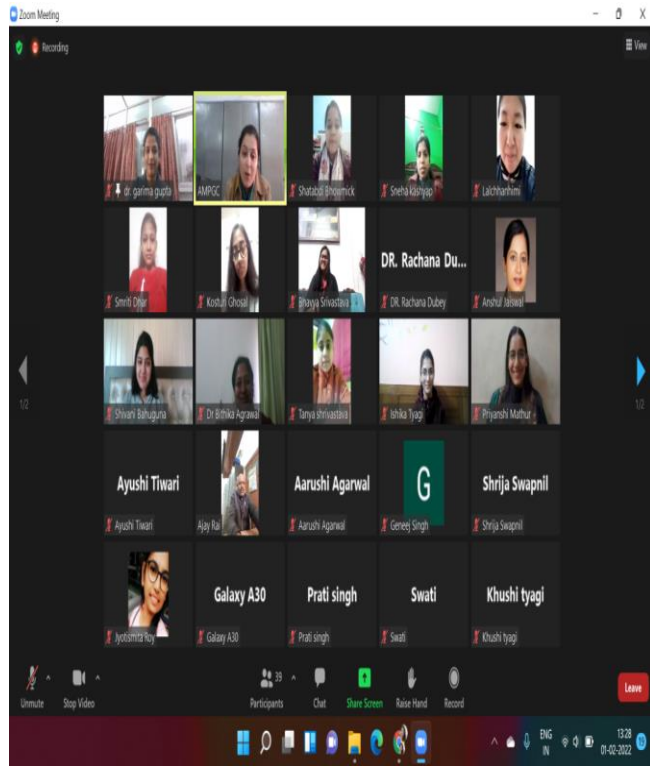 Zoom Meeting
Recording
View
dr. garima gupta
AMPGC
Shatabdi Bhowmick
Sneha kashyap
Lalchhanhimi
Smriti Dhar
Kosturi Ghosal
Bhavya Srivastava
DR. Rachana Du...
DR. Rachana Dubey
Anshul Jaiswal
1/2
Shivani Bahuguna
Dr Bithika Agrawal
Tanya shrivastava
Ishika Tyagi
Priyanshi Mathur
1/2
Ayushi Tiwari
Ayushi Tiwari
Ajay Rai
Aarushi Agarwal
Aarushi Agarwal
G
Geneej Singh
Shrija Swapnil
Shrija Swapnil
Jyotismita Roy
Galaxy A30
Galaxy A30
Prati singh
Prati singh
Swati
Swati
Khushi tyagi
Khushi tyagi
Unmute
Stop Video
39
Participants
Chat
Share Screen
Raise Hand
Record
Leave
ENG
IN
13:28
01-02-2022
19